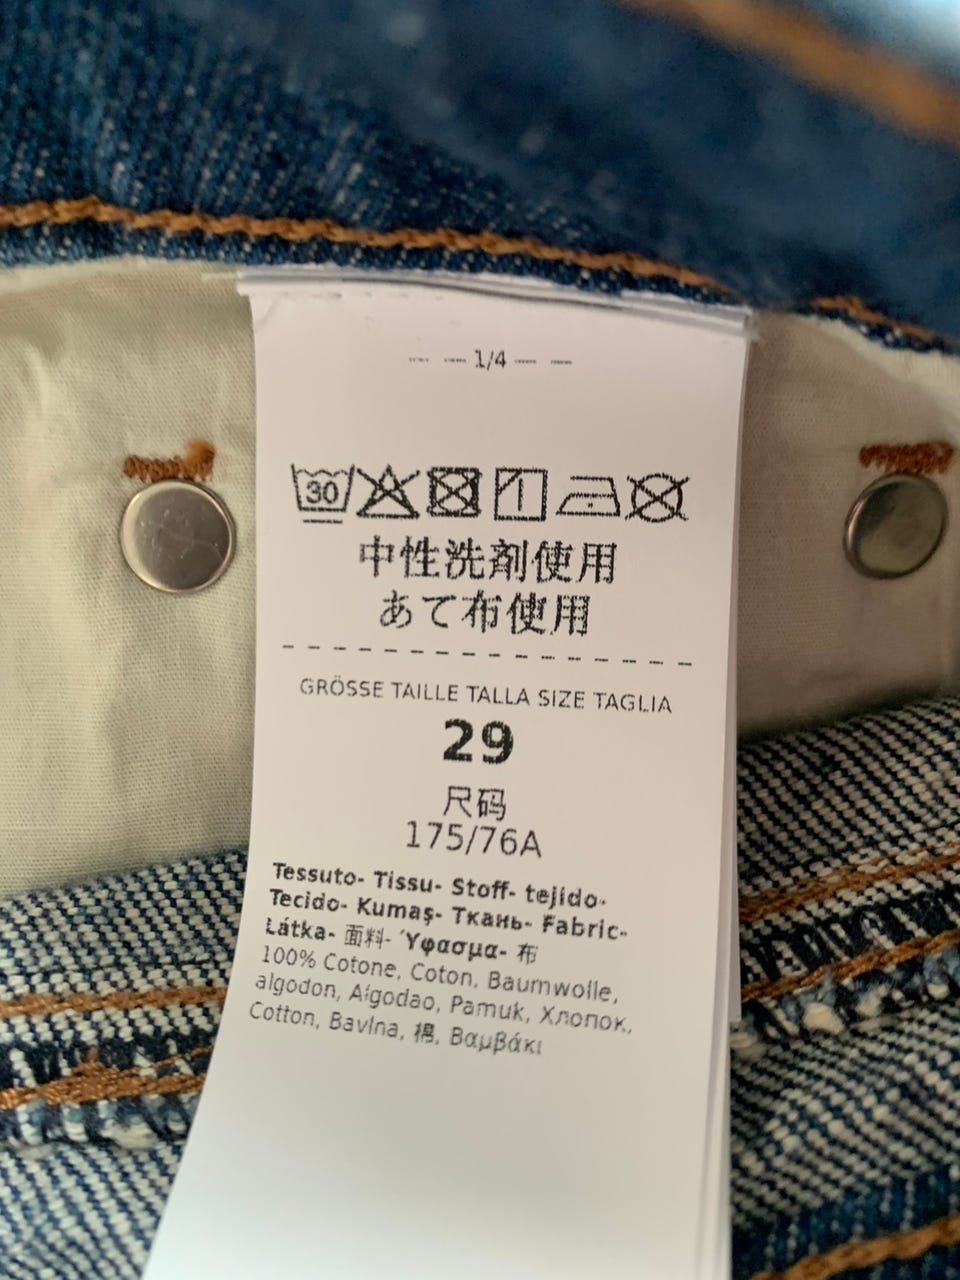 1/4
30
中性洗剤使用
あて布使用
GRÖSSE TAILLE TALLA SIZE TAGLIA
29
尺码
175/76A
Tessuto- Tissu- Stoff- tejido-
Tecido- Kumaş- Ткань- Fabric-
Látka- 面料- Ύφασμα- 布
100% Cotone, Coton, Baumwolle,
algodon, Algodao, Pamuk, Хлопок,
Cotton, Bavlna, 棉, Βαμβάκι